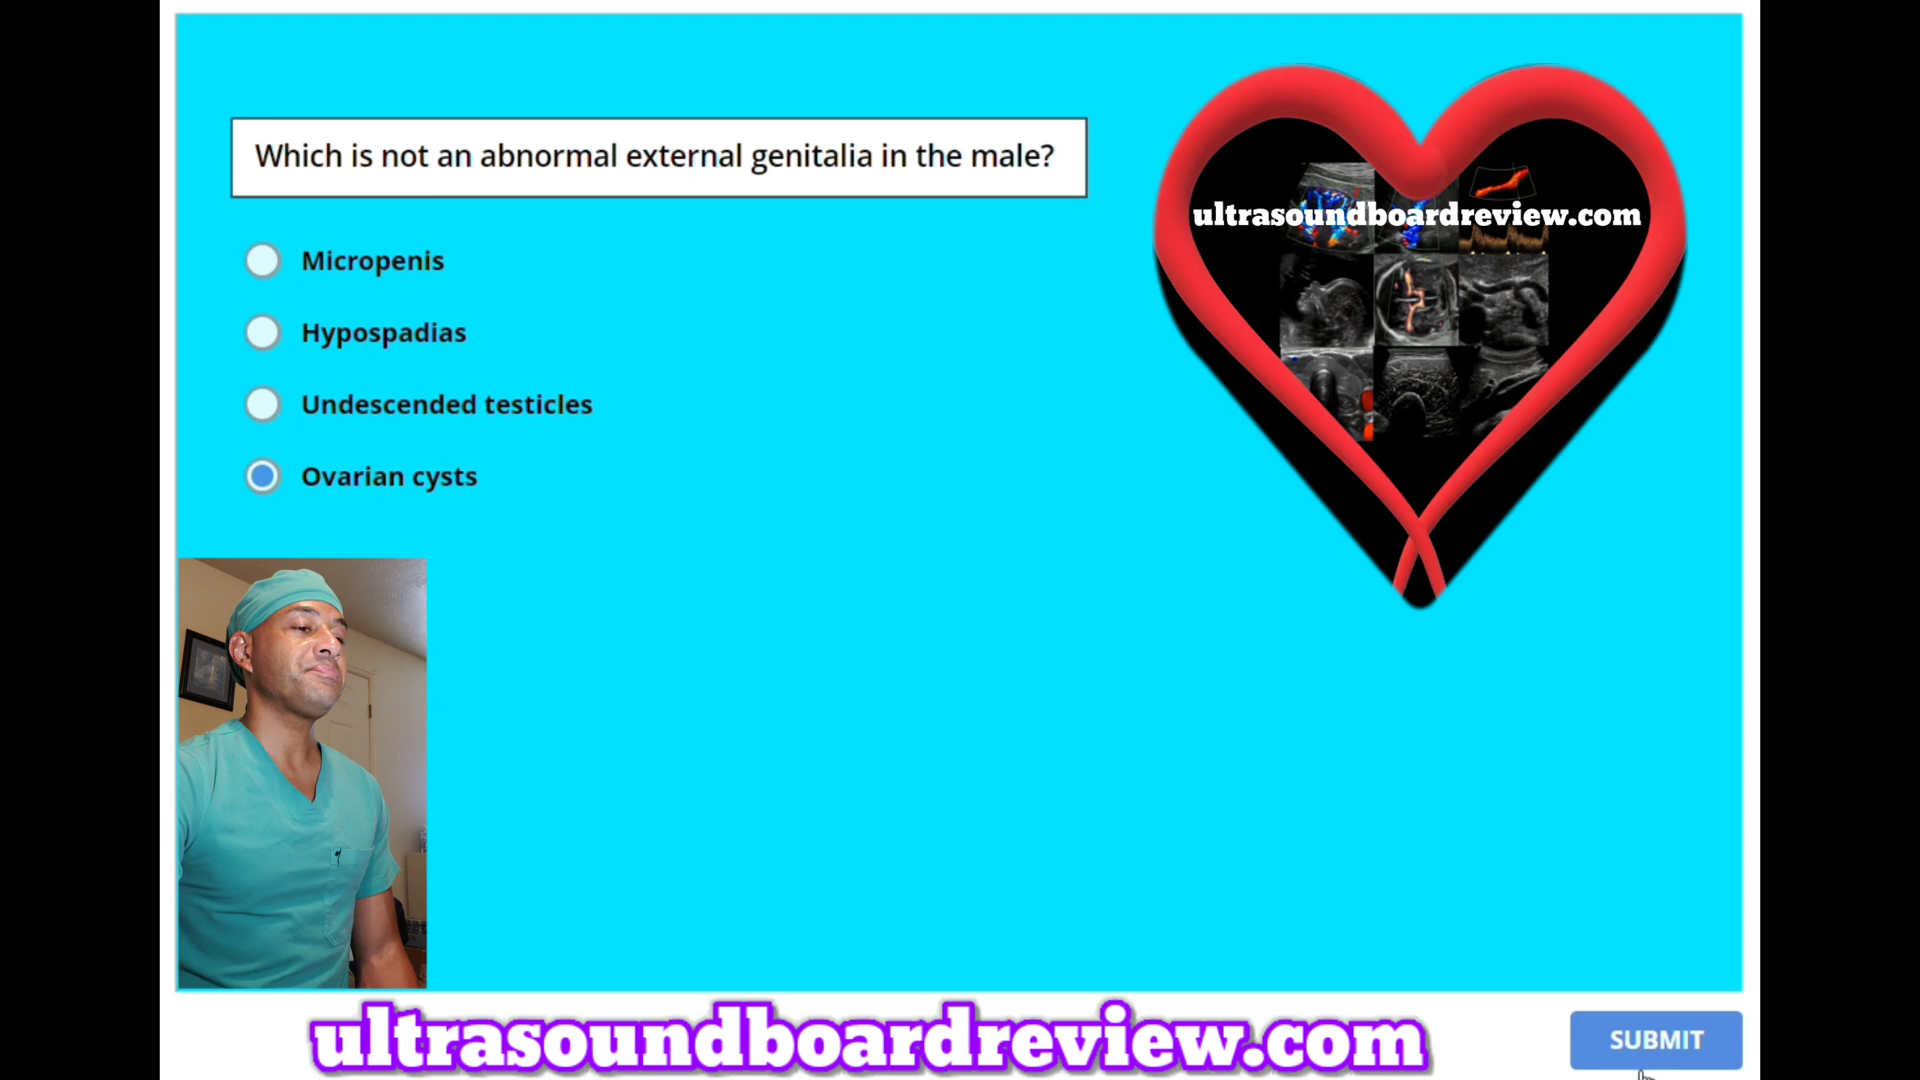 Which is not an abnormal external genitalia in the male?
ultrasoundboardreview.com
Micropenis
Hypospadias
Undescended testicles
Ovarian cysts
ultrasoundboardreview.com
SUBMIT